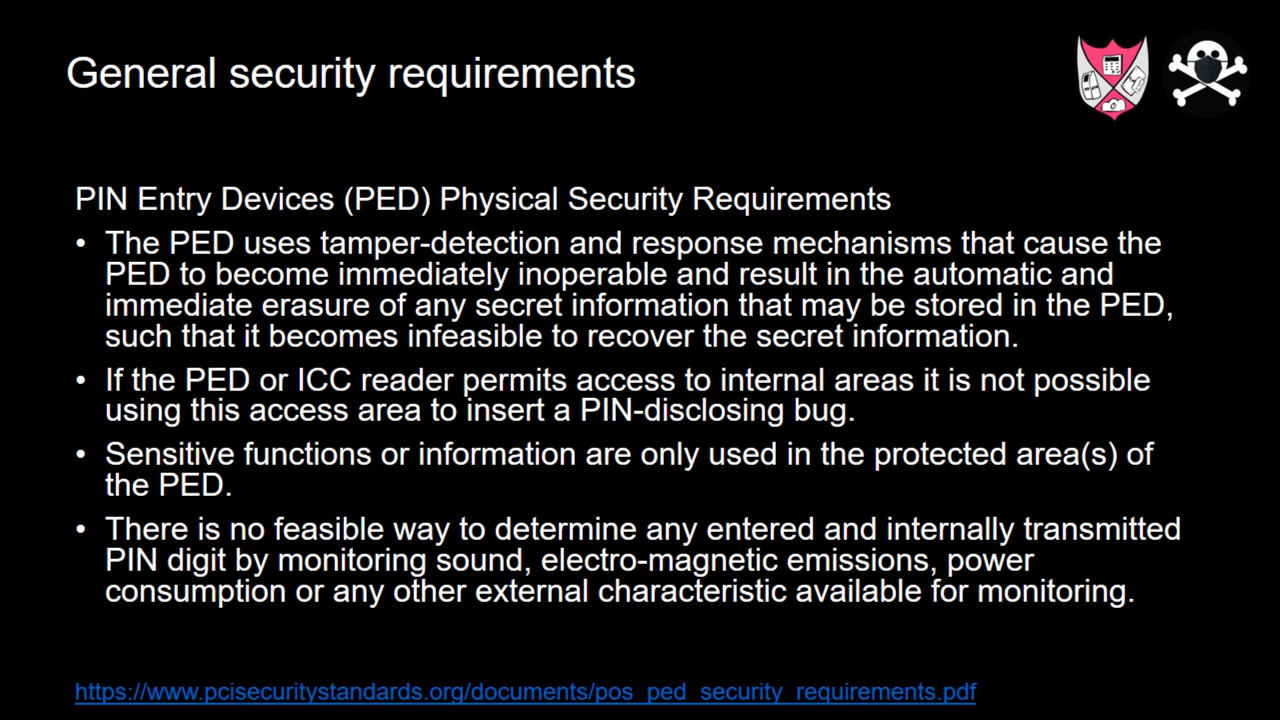 General security requirements
PIN Entry Devices (PED) Physical Security Requirements
• The PED uses tamper-detection and response mechanisms that cause the
PED to become immediately inoperable and result in the automatic and
immediate erasure of any secret information that may be stored in the PED,
such that it becomes infeasible to recover the secret information.
• If the PED or ICC reader permits access to internal areas it is not possible
using this access area to insert a PIN-disclosing bug.
• Sensitive functions or information are only used in the protected area(s) of
the PED.
• There is no feasible way to determine any entered and internally transmitted
PIN digit by monitoring sound, electro-magnetic emissions, power
consumption or any other external characteristic available for monitoring.
https://www.pcisecuritystandards.org/documents/pos_ped_security_requirements.pdf